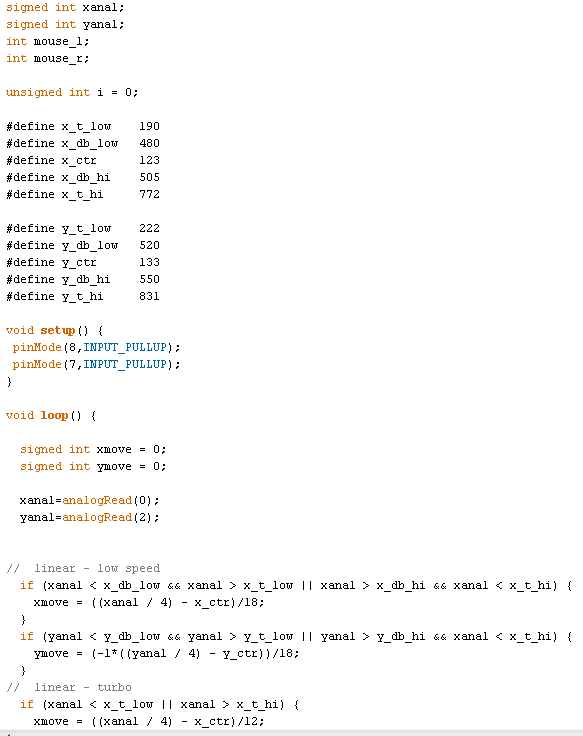 signed int xanal;
signed int yanal;
int mouse_l;
int mouse_r;
unsigned int i = 0;
#define x_t_low    190
#define x_db_low   480
#define x_ctr      123
#define x_db_hi    505
#define x_t_hi     772
#define y_t_low    222
#define y_db_low   520
#define y_ctr      133
#define y_db_hi    550
#define y_t_hi     831
void setup() {
 pinMode(8,INPUT_PULLUP);
 pinMode(7,INPUT_PULLUP);
}
void loop() {
  signed int xmove = 0;
  signed int ymove = 0;
  xanal=analogRead(0);
  yanal=analogRead(2);
//  linear - low speed
  if (xanal < x_db_low && xanal > x_t_low || xanal > x_db_hi && xanal < x_t_hi) {
    xmove = ((xanal / 4) - x_ctr)/18;
  }
  if (yanal < y_db_low && yanal > y_t_low || yanal > y_db_hi && xanal < x_t_hi) {
    ymove = (-1*((yanal / 4) - y_ctr))/18;
  }
//  linear - turbo
  if (xanal < x_t_low || xanal > x_t_hi) {
    xmove = ((xanal / 4) - x_ctr)/12;